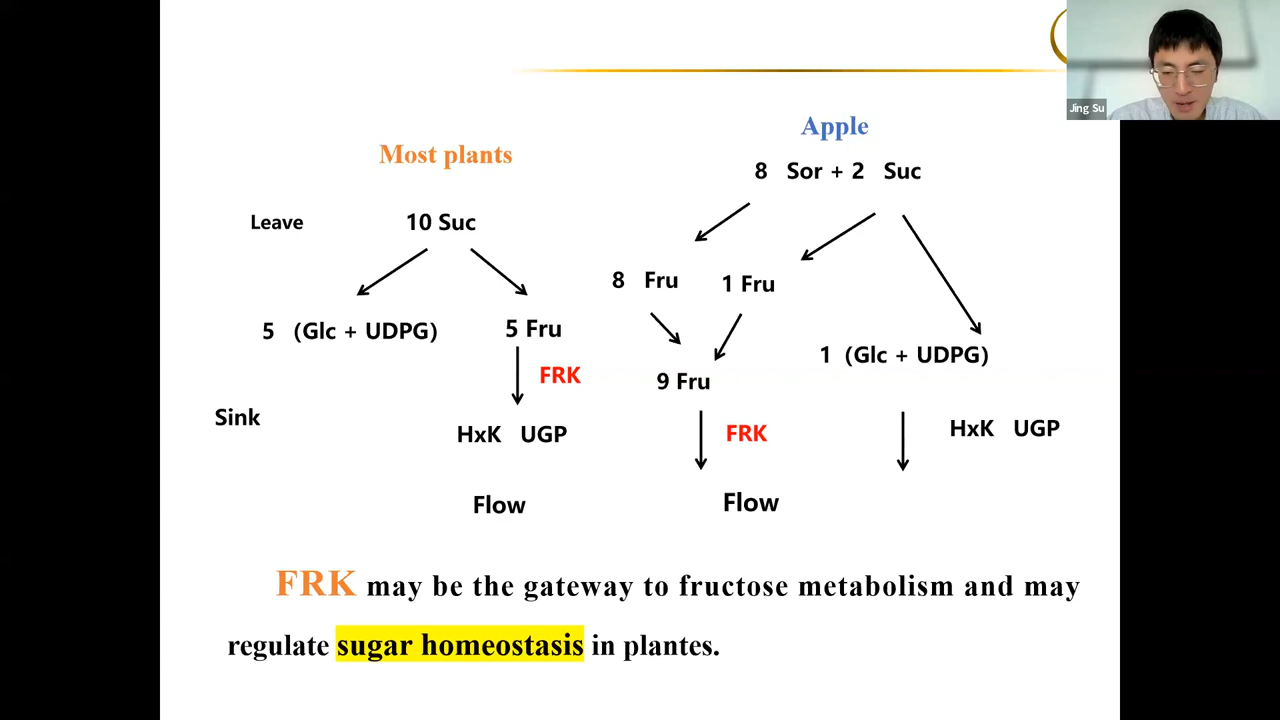 Jing Su
Apple
Most plants
8 Sor + 2 Suc
Leave
10 Suc
8 Fru
1 Fru
5 (Glc + UDPG)
5 Fru
1 (Glc + UDPG)
FRK
9 Fru
Sink
HxK UGP
FRK
HxK UGP
Flow
Flow
FRK may be the gateway to fructose metabolism and may
regulate sugar homeostasis in plantes.